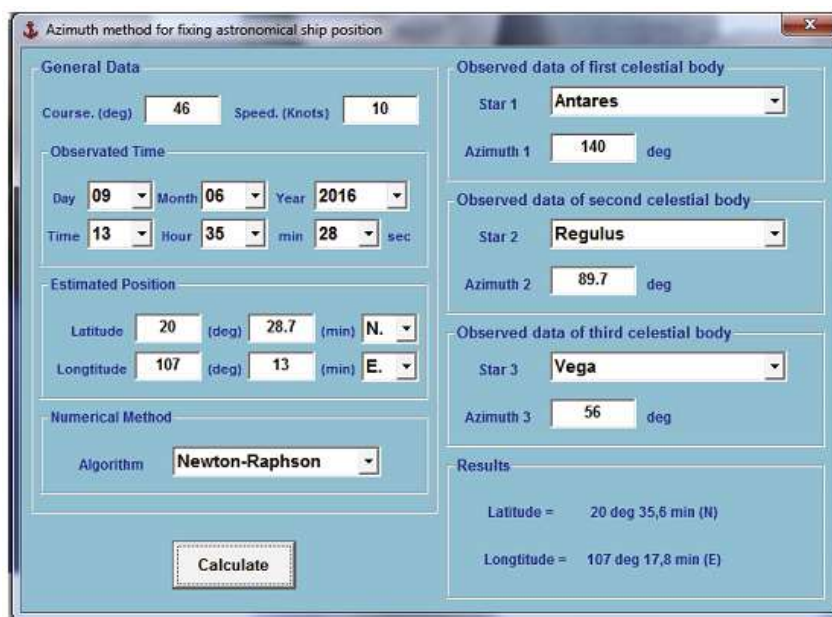 Azimuth method for fixing astronomical ship position
General Data
Course. (deg) 46 Speed. (Knots) 10
Observated Time
Day 09 Month 06 Year 2016
Time 13 Hour 35 min 28 sec
Estimated Position
Latitude 20 (deg) 28.7 (min) N.
Longtitude 107 (deg) 13 (min) E.
Numerical Method
Algorithm Newton-Raphson
Calculate
Observed data of first celestial body
Star 1 Antares
Azimuth 1 140 deg
Observed data of second celestial body
Star 2 Regulus
Azimuth 2 89.7 deg
Observed data of third celestial body
Star 3 Vega
Azimuth 3 56 deg
Results
Latitude = 20 deg 35,6 min (N)
Longtitude = 107 deg 17,8 min (E)